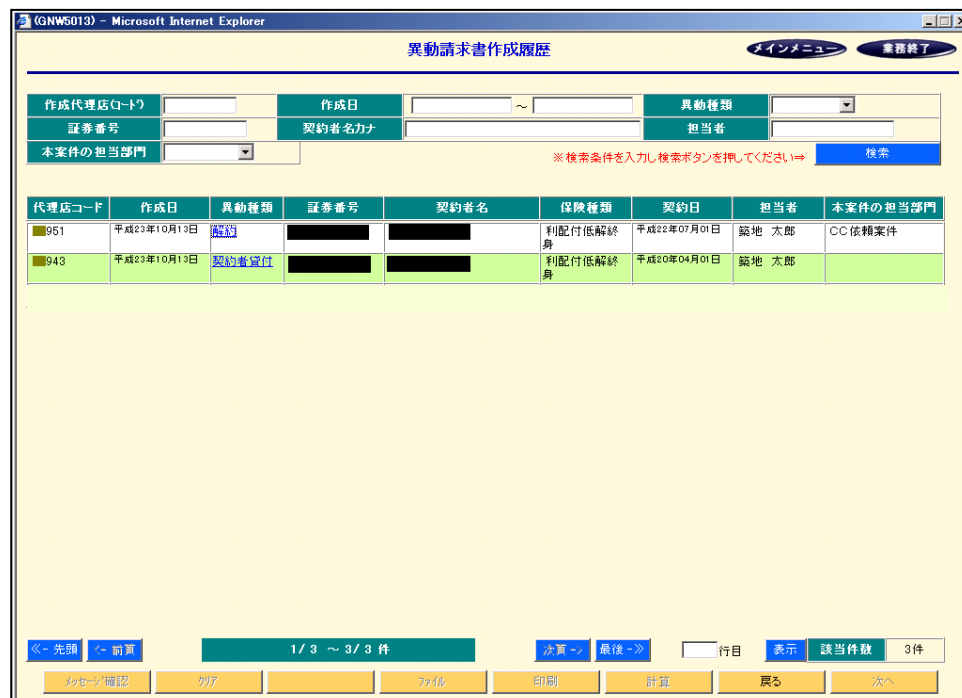 (GNW5013) - Microsoft Internet Explorer
異動請求書作成履歴
メインメニュー
業務終了
作成代理店(ｺｰﾄﾞ) 作成日 ～ 異動種類
証券番号 契約者名カナ 担当者
本案件の担当部門 ※検索条件を入力し検索ボタンを押してください⇒ 検索
代理店コード 作成日 異動種類 証券番号 契約者名 保険種類 契約日 担当者 本案件の担当部門
951 平成23年10月13日 解約 利配付低解終身 平成22年07月01日 築地 太郎 CC依頼案件
943 平成23年10月13日 契約者貸付 利配付低解終身 平成20年04月01日 築地 太郎
≪- 先頭 <- 前頁 1/ 3 ～ 3/ 3 件 次頁 -> 最後 -≫ 行目 表示 該当件数 3件
ﾒｯｾｰｼﾞ確認 ｸﾘｱ ﾌｧｲﾙ 印刷 計算 戻る 次へ